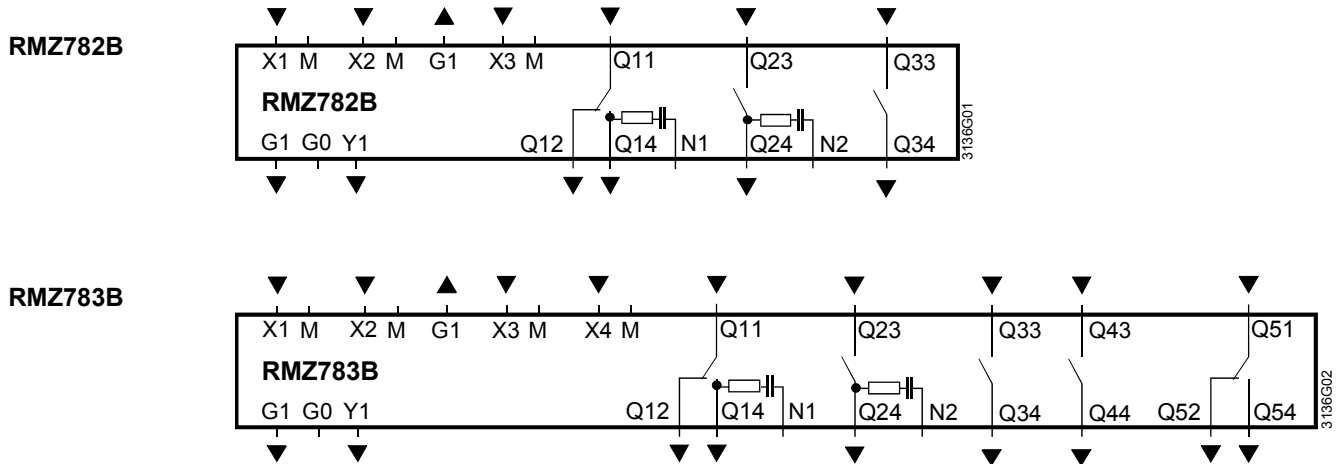 RMZ782B
X1 M X2 M G1 X3 M Q11 Q23 Q33
RMZ782B
G1 G0 Y1 Q12 Q14 N1 Q24 N2 Q34
3136G01
RMZ783B
X1 M X2 M G1 X3 M X4 M Q11 Q23 Q33 Q43 Q51
RMZ783B
G1 G0 Y1 Q12 Q14 N1 Q24 N2 Q34 Q44 Q52 Q54
3136G02